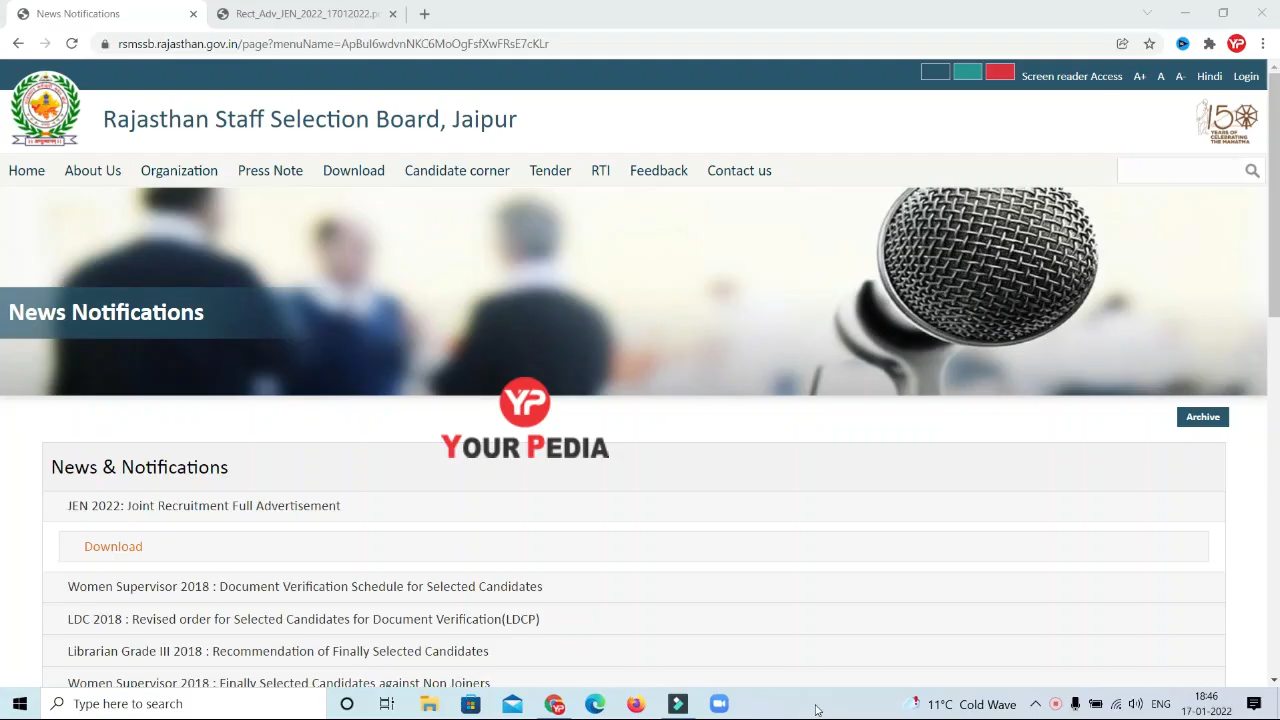 News Notifications
Rect_Adv_JEN_2022_17012022.p
rsmssb.rajasthan.gov.in/page?menuName=ApBuI6wdvnNKC6MoOgFsfXwFRsE7cKLr
YP
Screen reader Access A+ A A- Hindi Login
Rajasthan Staff Selection Board, Jaipur
150
YEARS OF
CELEBRATING
THE MAHATMA
Home About Us Organization Press Note Download Candidate corner Tender RTI Feedback Contact us
News Notifications
YP
YOUR PEDIA
Archive
News & Notifications
JEN 2022: Joint Recruitment Full Advertisement
Download
Women Supervisor 2018 : Document Verification Schedule for Selected Candidates
LDC 2018 : Revised order for Selected Candidates for Document Verification(LDCP)
Librarian Grade III 2018 : Recommendation of Finally Selected Candidates
Women Supervisor 2018 : Finally Selected Candidates against Non Joiners
Type here to search
YP
11°C Cold Wave
ENG
18:46
17-01-2022